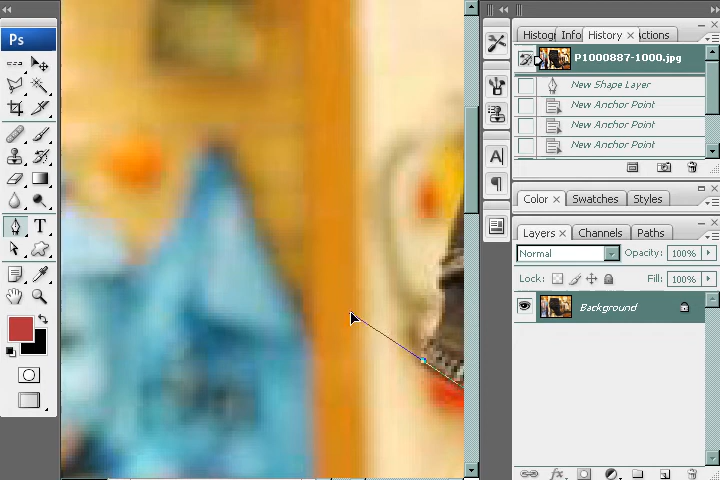 Ps
T
Histogr Info History × ctions
P1000887-1000.jpg
New Shape Layer
New Anchor Point
New Anchor Point
New Anchor Point
A
Color × Swatches Styles
Layers × Channels Paths
Normal Opacity: 100%
Lock: Fill: 100%
Background
fx